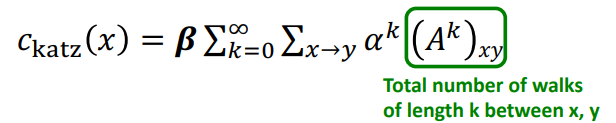 c_katz(x) = β Σ_{k=0}^{∞} Σ_{x→y} α^k (A^k)_{xy}
Total number of walks
of length k between x, y